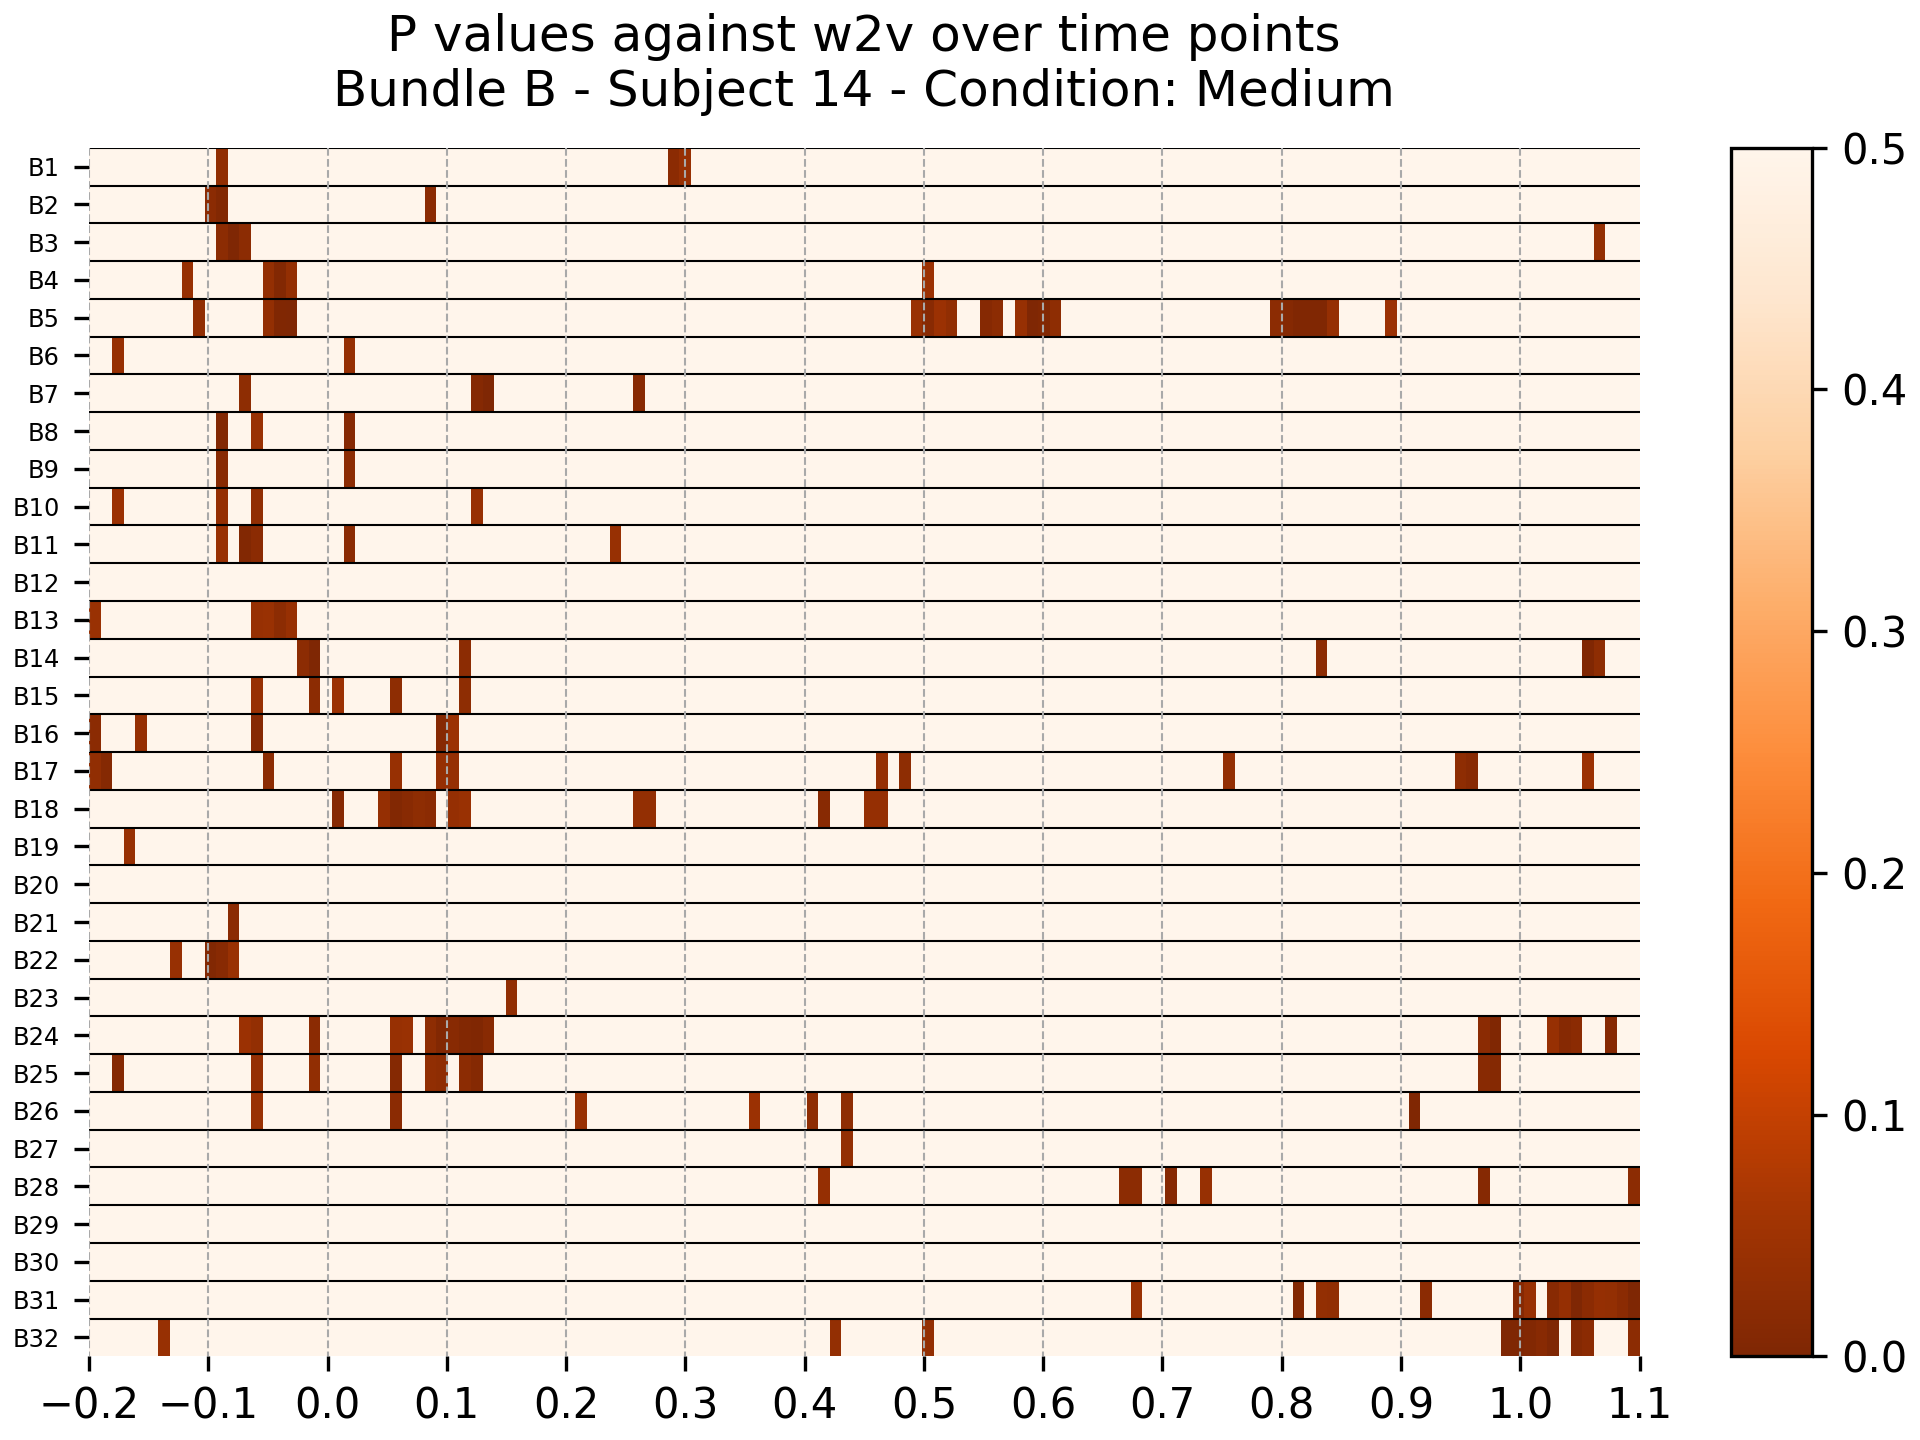 P values against w2v over time points
Bundle B - Subject 14 - Condition: Medium
B1
B2
B3
B4
B5
B6
B7
B8
B9
B10
B11
B12
B13
B14
B15
B16
B17
B18
B19
B20
B21
B22
B23
B24
B25
B26
B27
B28
B29
B30
B31
B32
−0.2 −0.1 0.0 0.1 0.2 0.3 0.4 0.5 0.6 0.7 0.8 0.9 1.0 1.1
0.5
0.4
0.3
0.2
0.1
0.0